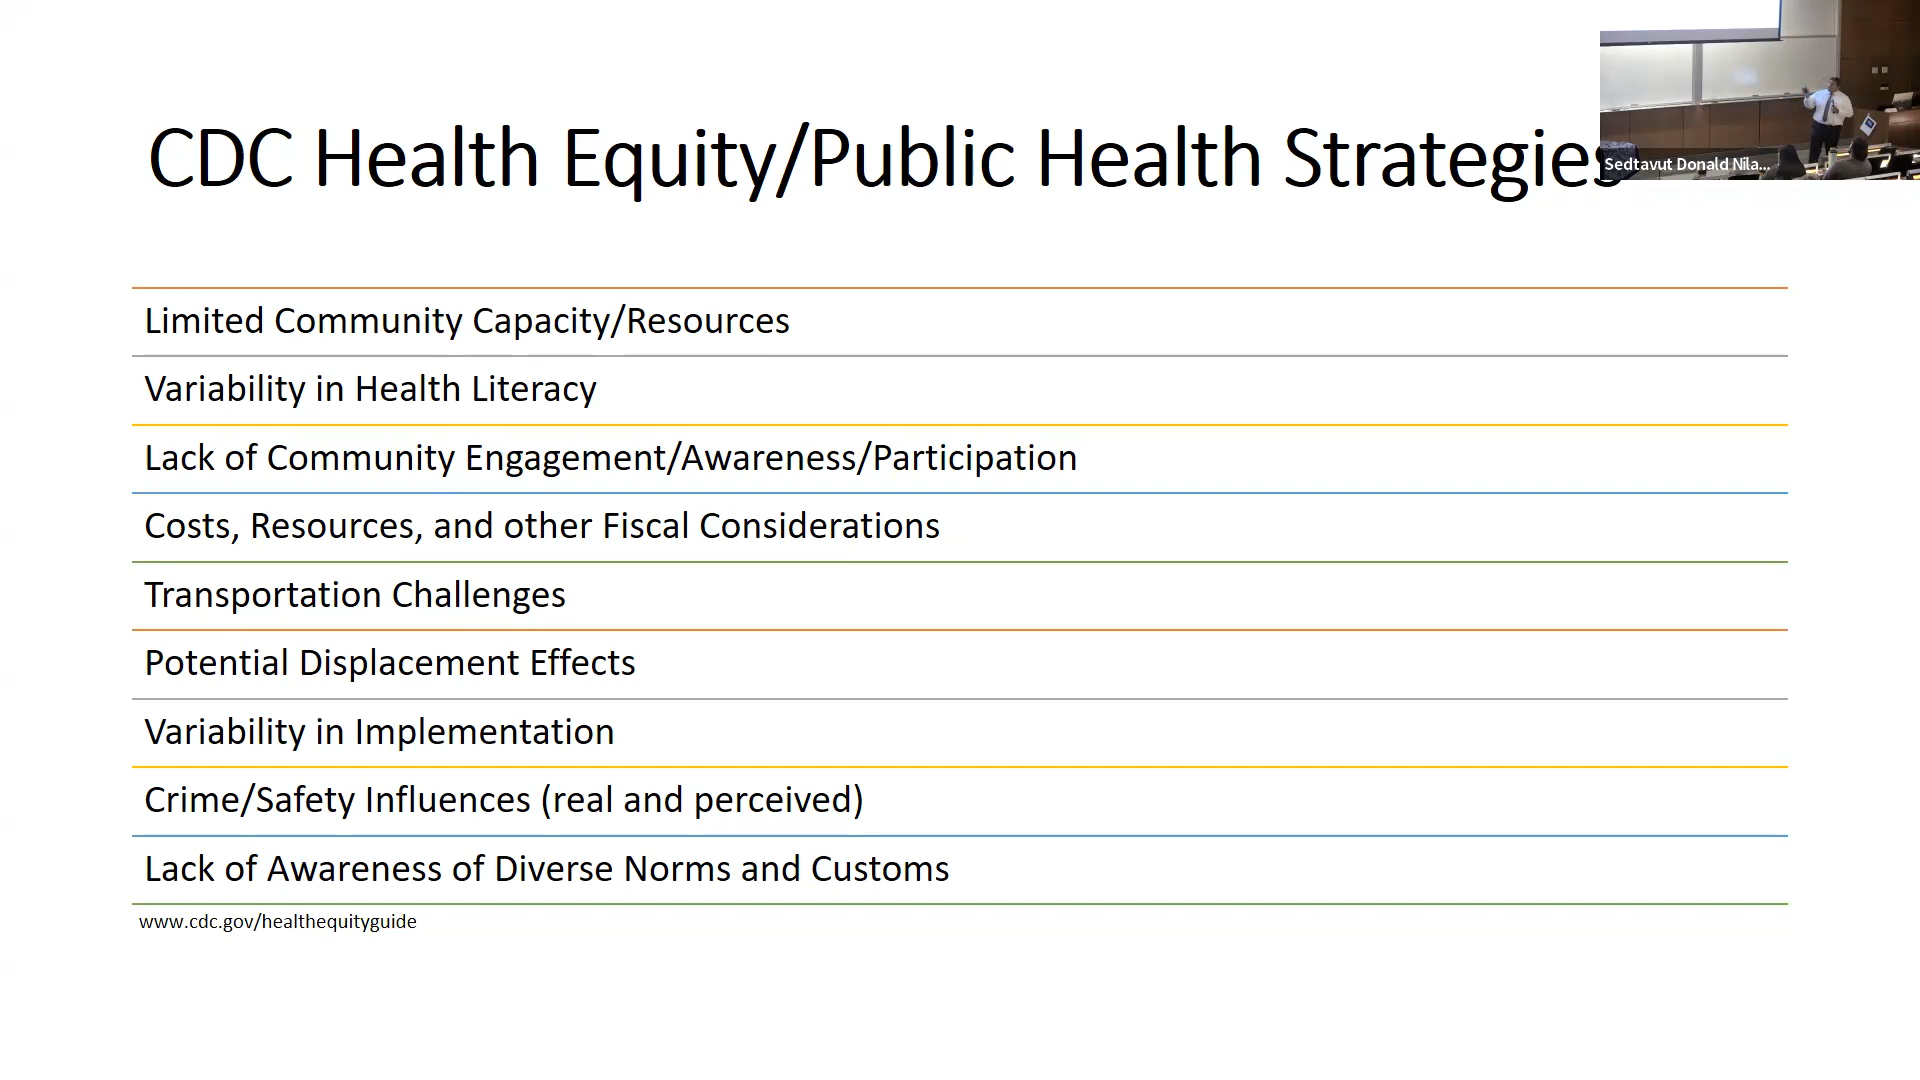 CDC Health Equity/Public Health Strategies
Sedtavut Donald Nila...
Limited Community Capacity/Resources
Variability in Health Literacy
Lack of Community Engagement/Awareness/Participation
Costs, Resources, and other Fiscal Considerations
Transportation Challenges
Potential Displacement Effects
Variability in Implementation
Crime/Safety Influences (real and perceived)
Lack of Awareness of Diverse Norms and Customs
www.cdc.gov/healthequityguide